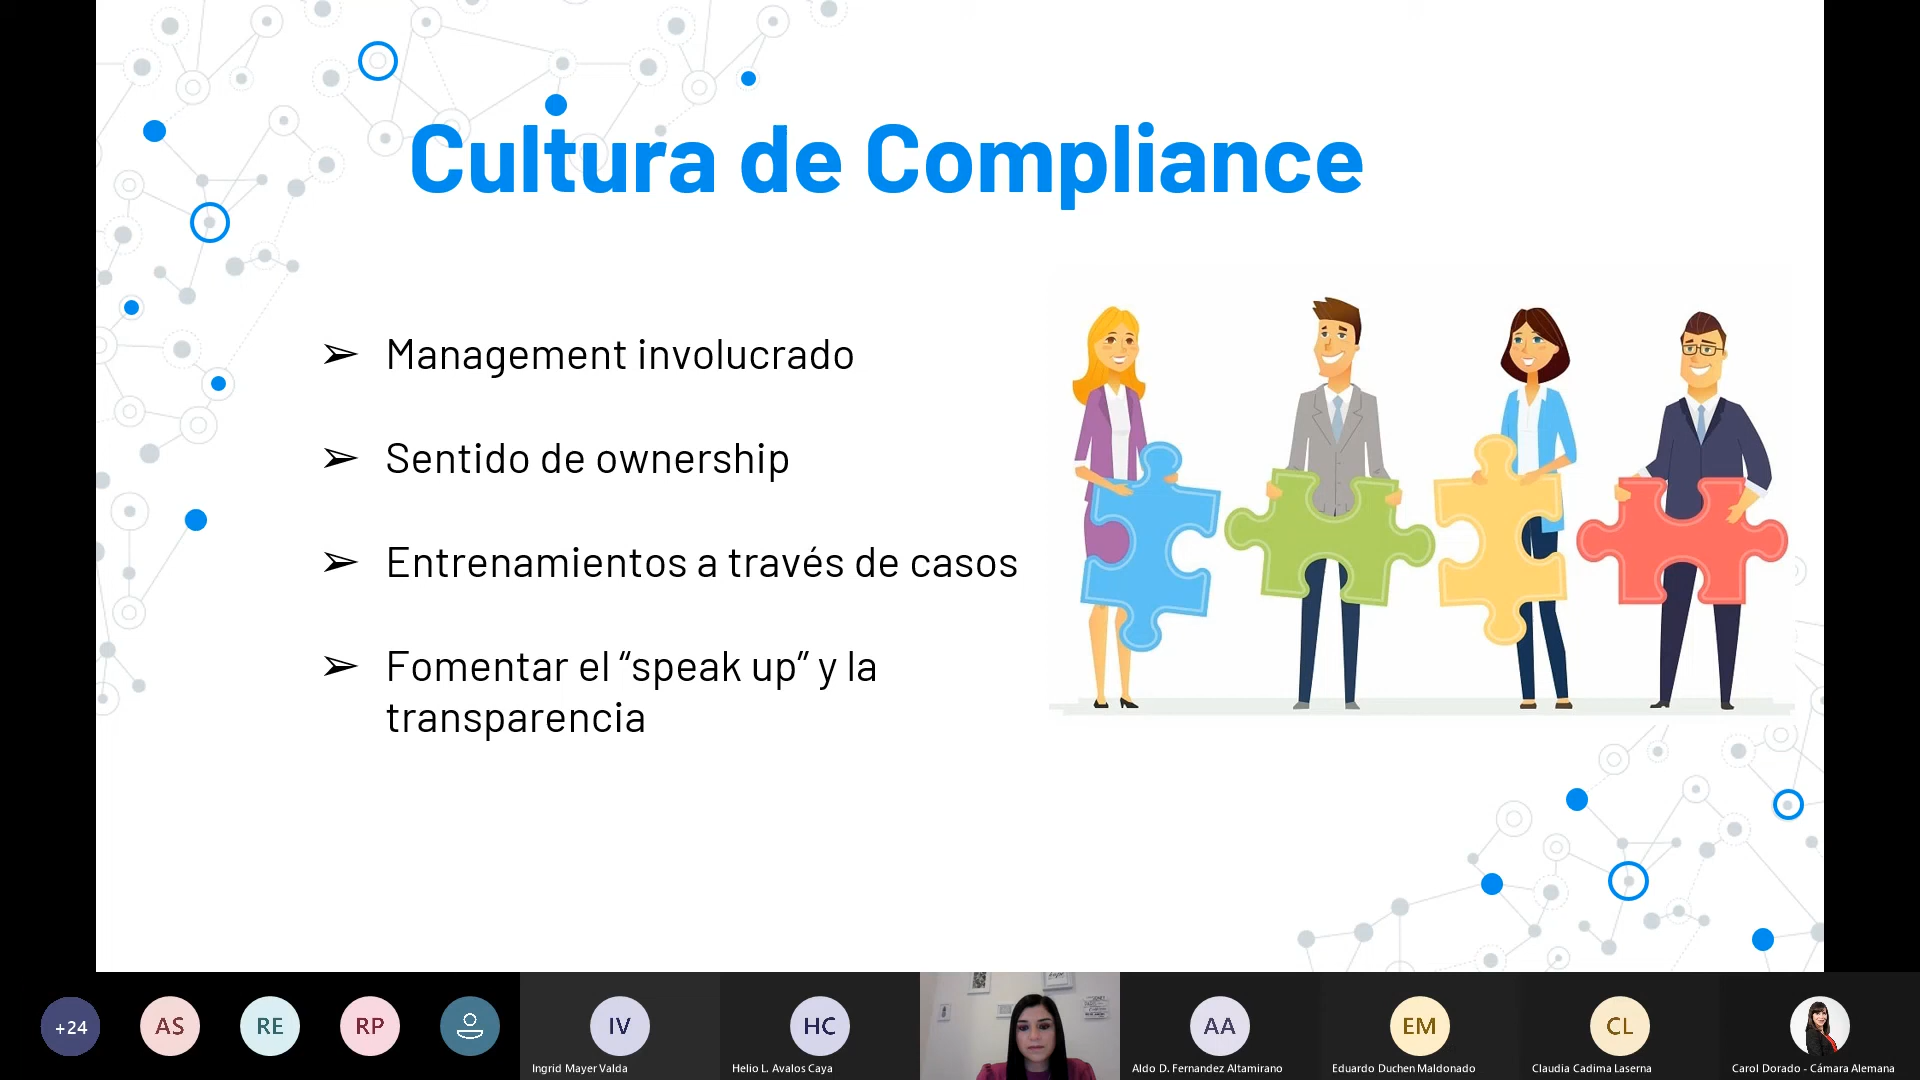 Cultura de Compliance
➢ Management involucrado
➢ Sentido de ownership
➢ Entrenamientos a través de casos
➢ Fomentar el “speak up” y la
transparencia
+24
AS
RE
RP
IV
HC
AA
EM
CL
Ingrid Mayer Valda
Helio L. Avalos Caya
Aldo D. Fernandez Altamirano
Eduardo Duchen Maldonado
Claudia Cadima Laserna
Carol Dorado - Cámara Alemana